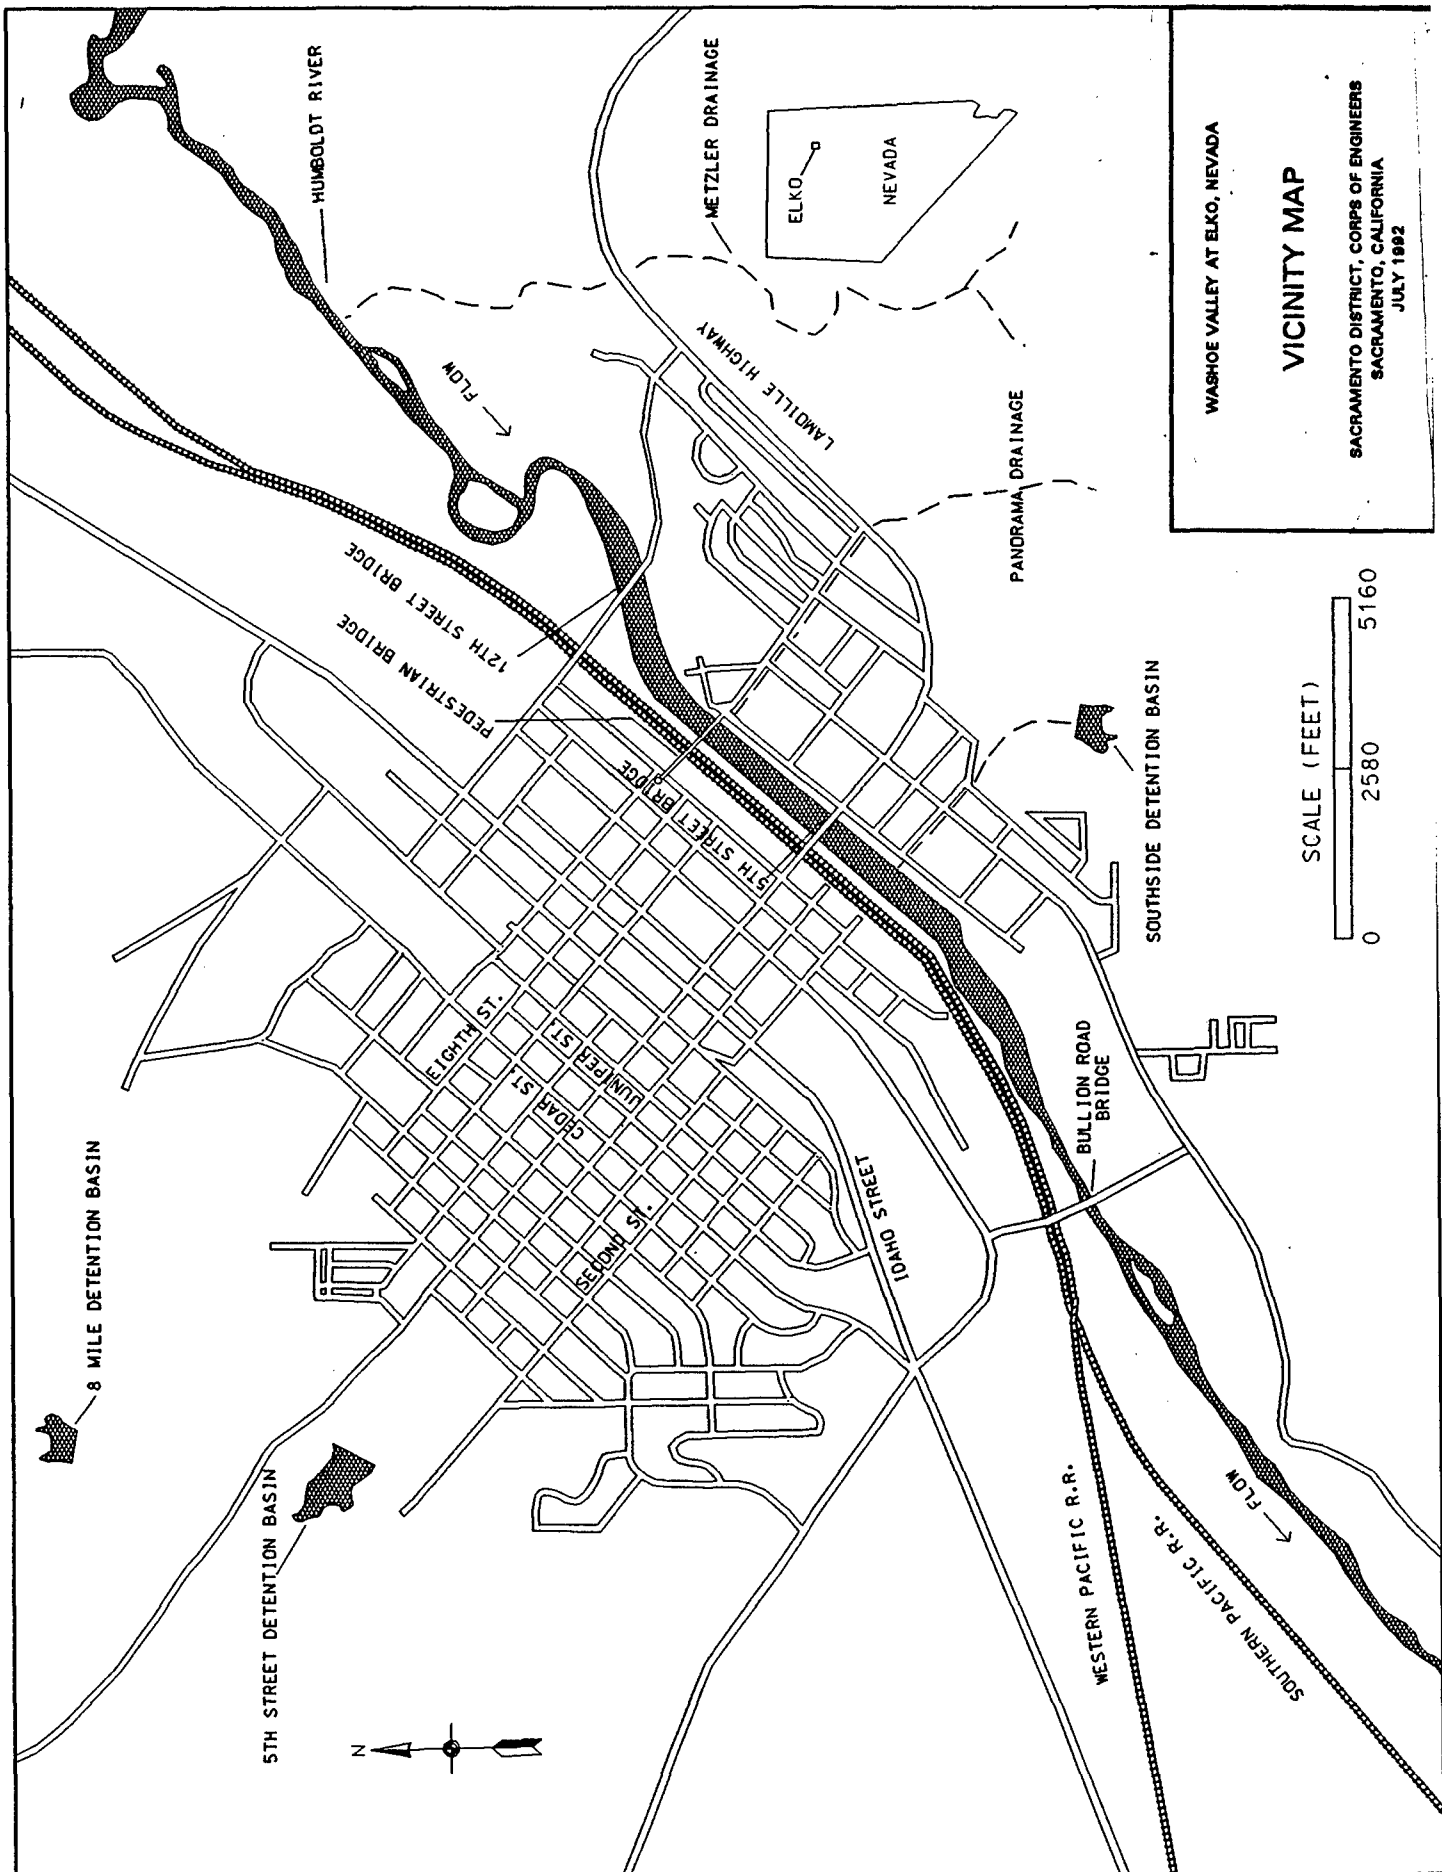 HUMBOLDT RIVER
METZLER DRAINAGE
ELKO
NEVADA
FLOW
LAMOILLE HIGHWAY
PANORAMA DRAINAGE
12TH STREET BRIDGE
PEDESTRIAN BRIDGE
5TH STREET BRIDGE
SOUTHSIDE DETENTION BASIN
EIGHTH ST.
JUNIPER ST.
CEDAR ST.
SECOND ST.
IDAHO STREET
BULLION ROAD
BRIDGE
8 MILE DETENTION BASIN
5TH STREET DETENTION BASIN
N
WESTERN PACIFIC R.R.
SOUTHERN PACIFIC R.R.
FLOW
SCALE (FEET)
0 2580 5160
WASHOE VALLEY AT ELKO, NEVADA
VICINITY MAP
SACRAMENTO DISTRICT, CORPS OF ENGINEERS
SACRAMENTO, CALIFORNIA
JULY 1992